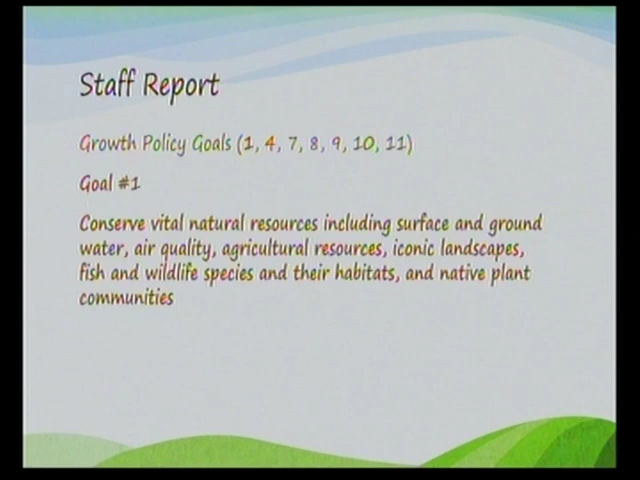 Staff Report
Growth Policy Goals (1, 4, 7, 8, 9, 10, 11)
Goal #1
Conserve vital natural resources including surface and ground
water, air quality, agricultural resources, iconic landscapes,
fish and wildlife species and their habitats, and native plant
communities